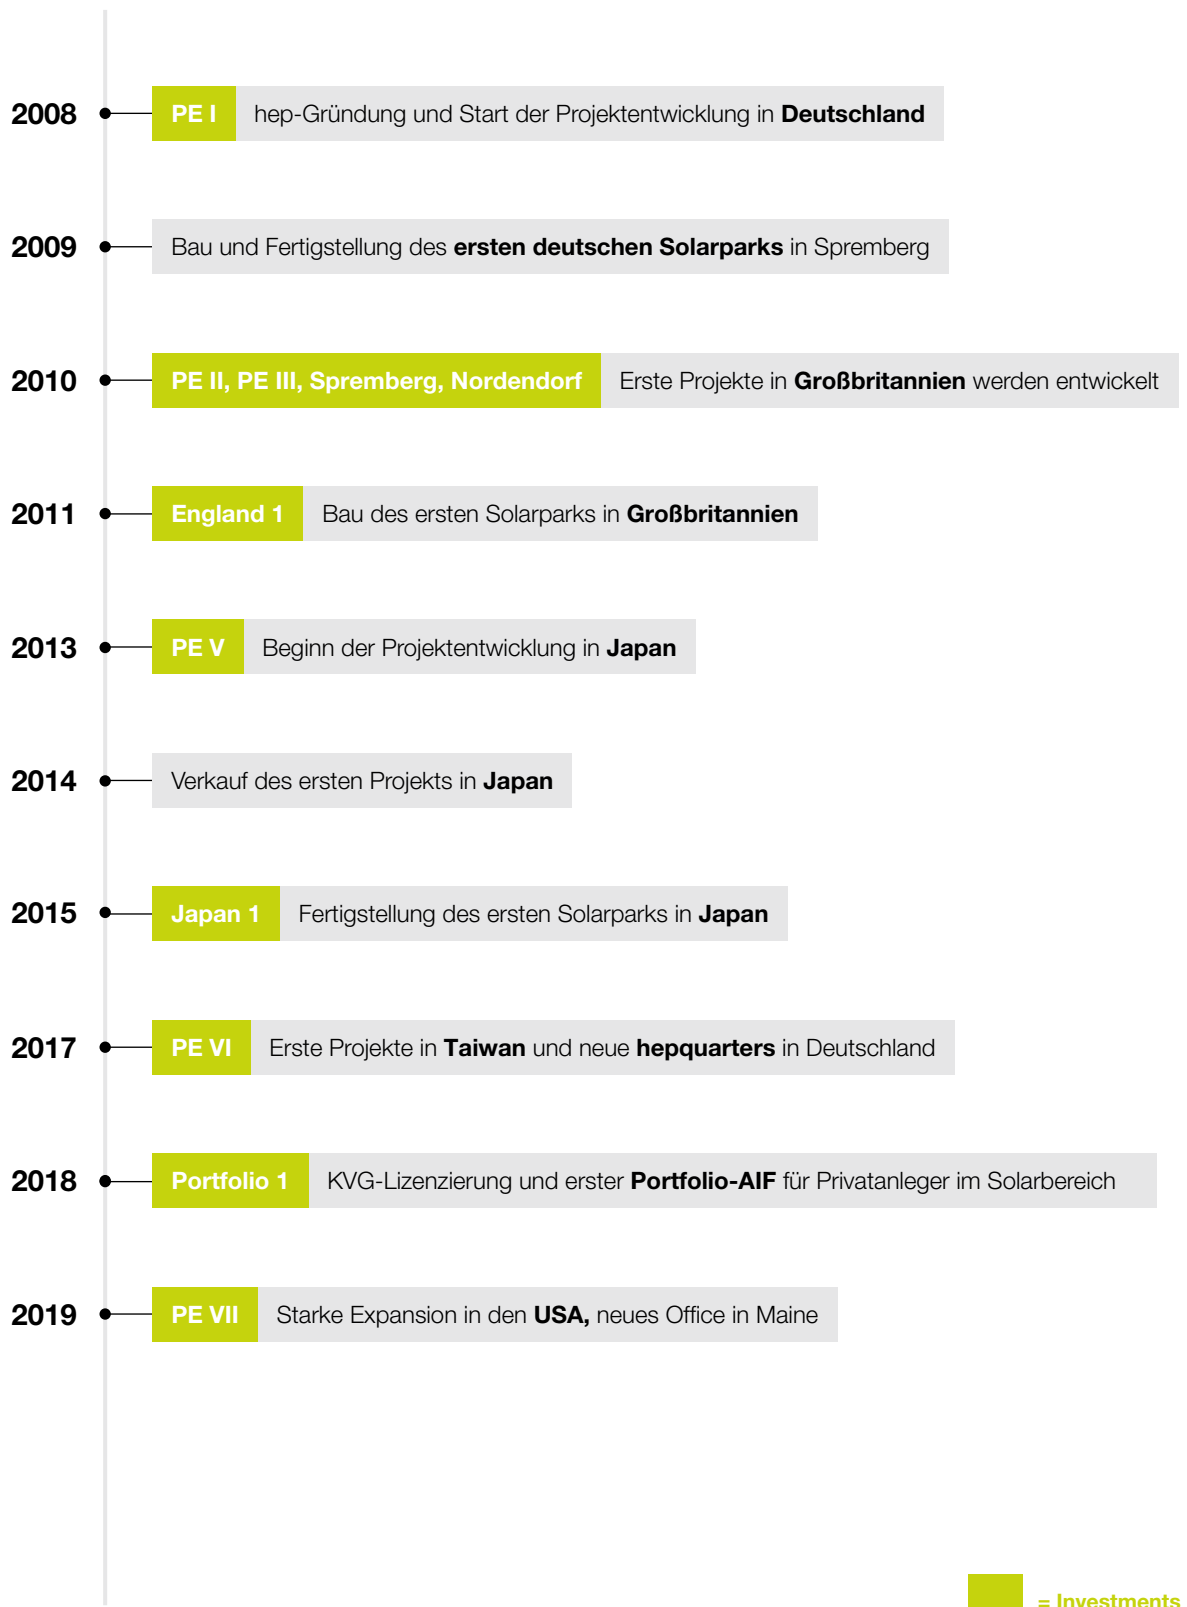 2008 PE I hep-Gründung und Start der Projektentwicklung in Deutschland
2009 Bau und Fertigstellung des ersten deutschen Solarparks in Spremberg
2010 PE II, PE III, Spremberg, Nordendorf Erste Projekte in Großbritannien werden entwickelt
2011 England 1 Bau des ersten Solarparks in Großbritannien
2013 PE V Beginn der Projektentwicklung in Japan
2014 Verkauf des ersten Projekts in Japan
2015 Japan 1 Fertigstellung des ersten Solarparks in Japan
2017 PE VI Erste Projekte in Taiwan und neue hepquarters in Deutschland
2018 Portfolio 1 KVG-Lizenzierung und erster Portfolio-AIF für Privatanleger im Solarbereich
2019 PE VII Starke Expansion in den USA, neues Office in Maine
= Investments